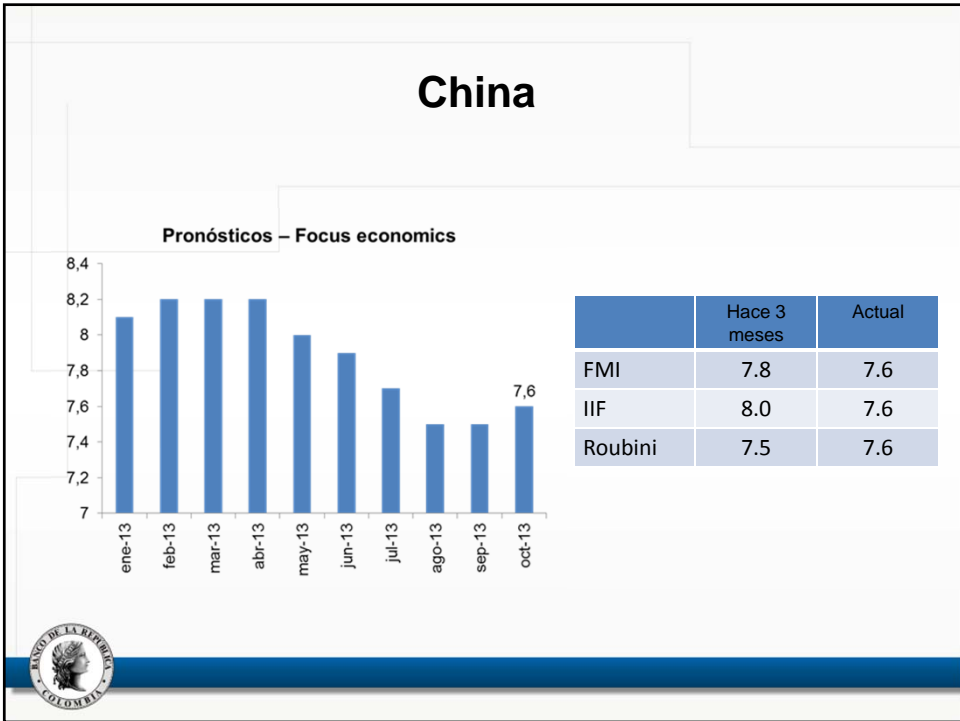 China
Pronósticos – Focus economics
8,4
8,2
8
7,8
7,6
7,4
7,2
7
7,6
ene-13
feb-13
mar-13
abr-13
may-13
jun-13
jul-13
ago-13
sep-13
oct-13
Hace 3 meses Actual
FMI 7.8 7.6
IIF 8.0 7.6
Roubini 7.5 7.6
BANCO DE LA REPÚBLICA
COLOMBIA